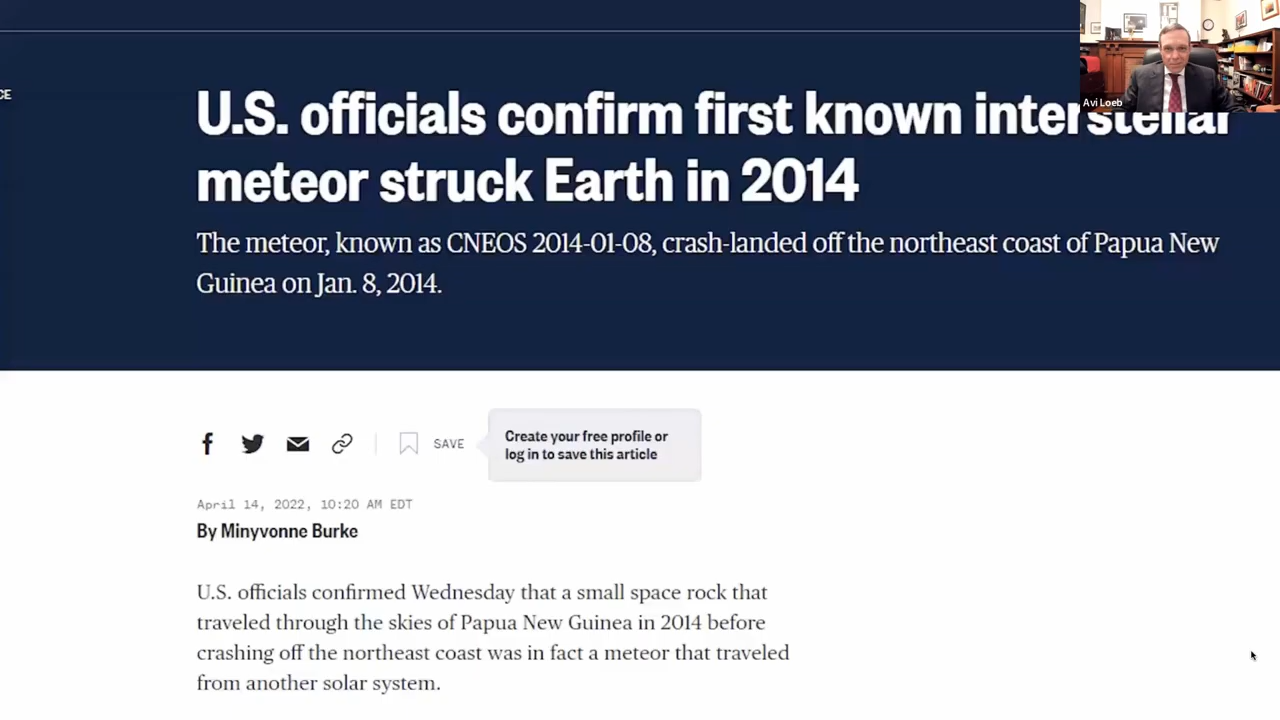 CE
U.S. officials confirm first known interstellar
meteor struck Earth in 2014
The meteor, known as CNEOS 2014-01-08, crash-landed off the northeast coast of Papua New
Guinea on Jan. 8, 2014.
Avi Loeb
SAVE
Create your free profile or
log in to save this article
April 14, 2022, 10:20 AM EDT
By Minyvonne Burke
U.S. officials confirmed Wednesday that a small space rock that
traveled through the skies of Papua New Guinea in 2014 before
crashing off the northeast coast was in fact a meteor that traveled
from another solar system.